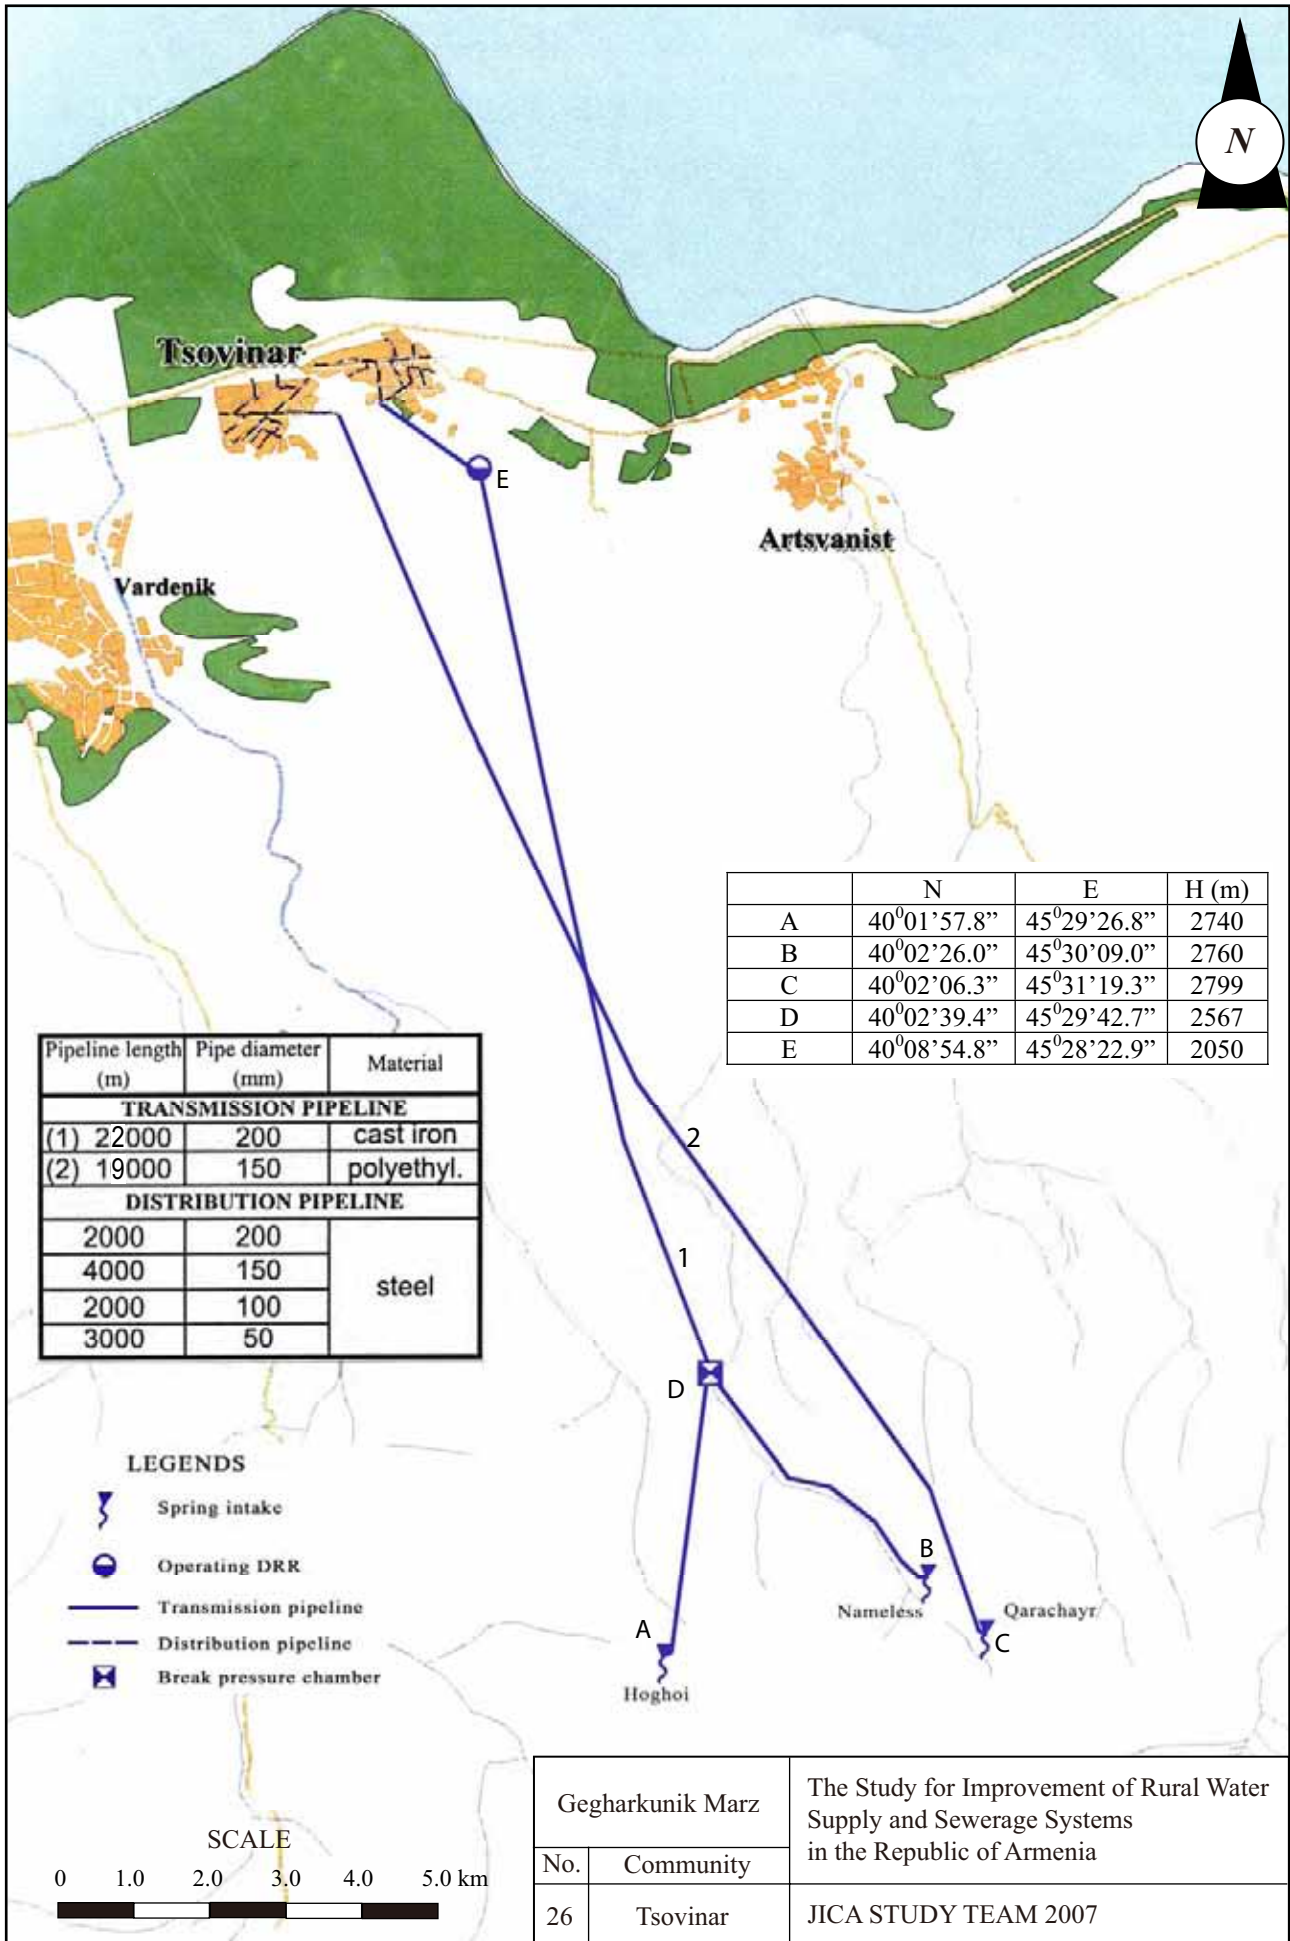 N
Tsovinar
E
Artsvanist
Vardenik
N E H (m)
A 40⁰01’57.8” 45⁰29’26.8” 2740
B 40⁰02’26.0” 45⁰30’09.0” 2760
C 40⁰02’06.3” 45⁰31’19.3” 2799
D 40⁰02’39.4” 45⁰29’42.7” 2567
E 40⁰08’54.8” 45⁰28’22.9” 2050
Pipeline length (m) Pipe diameter (mm) Material
TRANSMISSION PIPELINE
(1) 22000 200 cast iron
(2) 19000 150 polyethyl.
DISTRIBUTION PIPELINE
2000 200 steel
4000 150
2000 100
3000 50
2
1
D
LEGENDS
Spring intake
Operating DRR
Transmission pipeline
Distribution pipeline
Break pressure chamber
B
Nameless
Qarachayr
C
A
Hoghoi
SCALE
0 1.0 2.0 3.0 4.0 5.0 km
Gegharkunik Marz
No. Community
26 Tsovinar
The Study for Improvement of Rural Water
Supply and Sewerage Systems
in the Republic of Armenia
JICA STUDY TEAM 2007